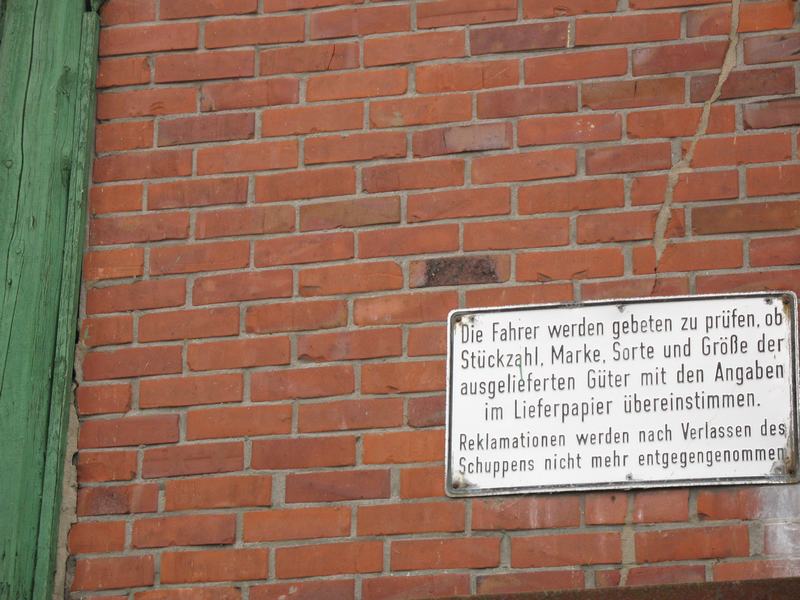 Die Fahrer werden gebeten zu prüfen, ob
Stückzahl, Marke, Sorte und Größe der
ausgelieferten Güter mit den Angaben
im Lieferpapier übereinstimmen.
Reklamationen werden nach Verlassen des
Schuppens nicht mehr entgegengenommen